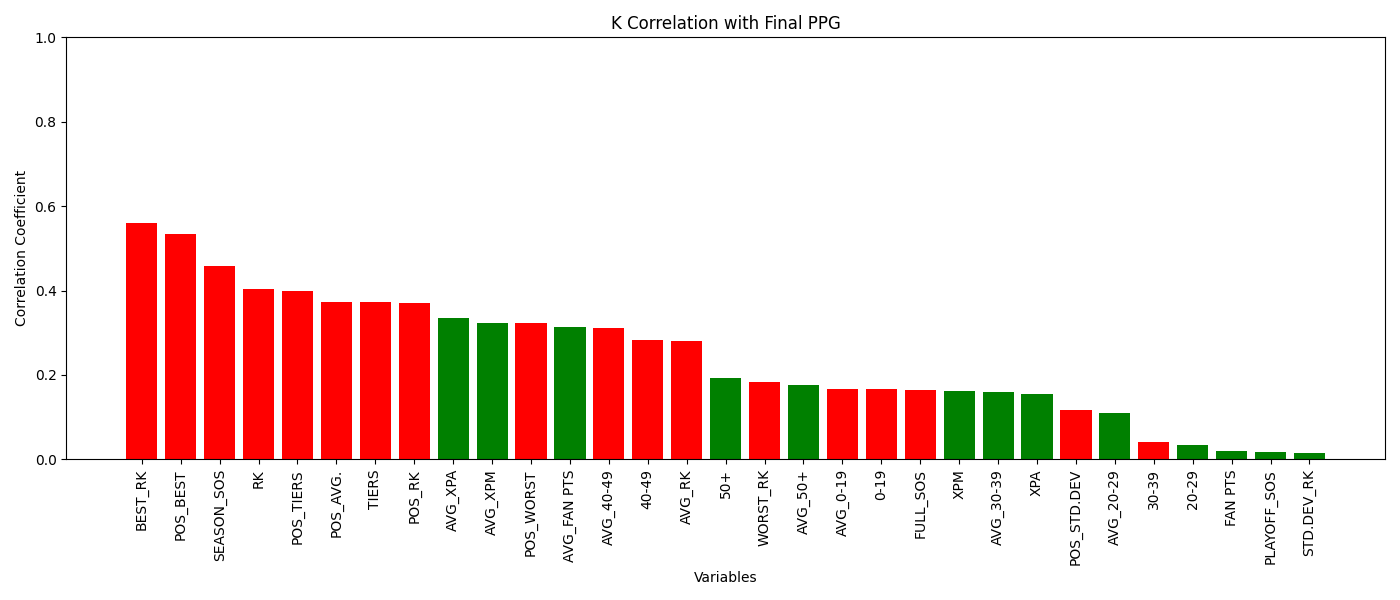 K Correlation with Final PPG
1.0
0.8
0.6
0.4
0.2
0.0
Correlation Coefficient
BEST_RK
POS_BEST
SEASON_SOS
RK
POS_TIERS
POS_AVG.
TIERS
POS_RK
AVG_XPA
AVG_XPM
POS_WORST
AVG_FAN PTS
AVG_40-49
40-49
AVG_RK
50+
WORST_RK
AVG_50+
AVG_0-19
0-19
FULL_SOS
XPM
AVG_30-39
XPA
POS_STD.DEV
AVG_20-29
30-39
20-29
FAN PTS
PLAYOFF_SOS
STD.DEV_RK
Variables